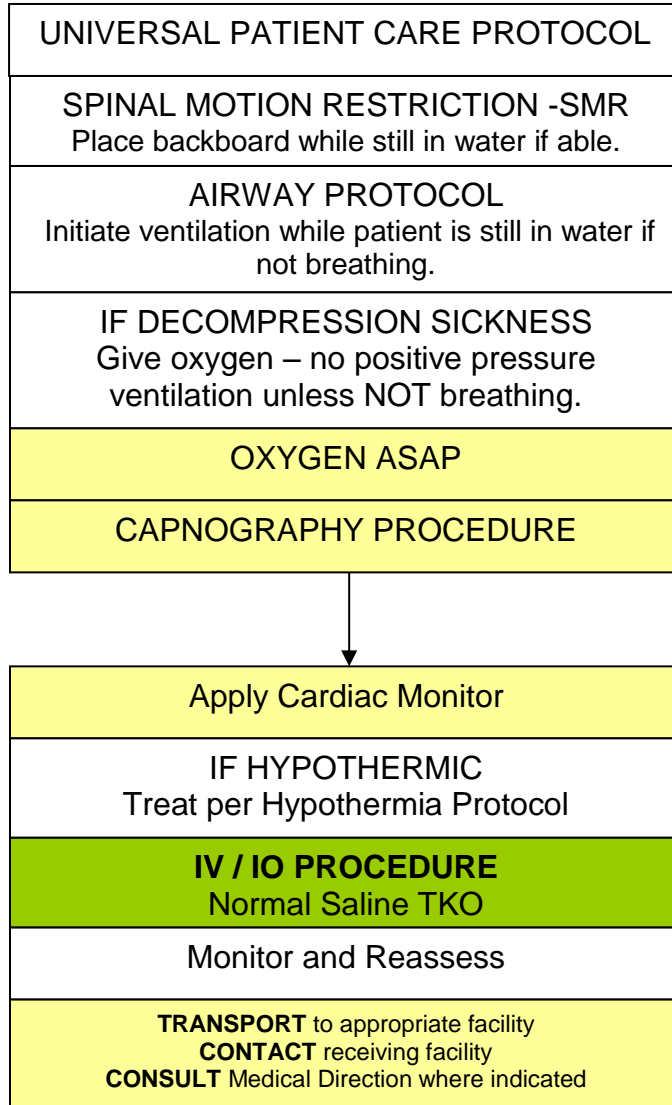 UNIVERSAL PATIENT CARE PROTOCOL
SPINAL MOTION RESTRICTION -SMR
Place backboard while still in water if able.
AIRWAY PROTOCOL
Initiate ventilation while patient is still in water if
not breathing.
IF DECOMPRESSION SICKNESS
Give oxygen – no positive pressure
ventilation unless NOT breathing.
OXYGEN ASAP
CAPNOGRAPHY PROCEDURE
Apply Cardiac Monitor
IF HYPOTHERMIC
Treat per Hypothermia Protocol
IV / IO PROCEDURE
Normal Saline TKO
Monitor and Reassess
TRANSPORT to appropriate facility
CONTACT receiving facility
CONSULT Medical Direction where indicated